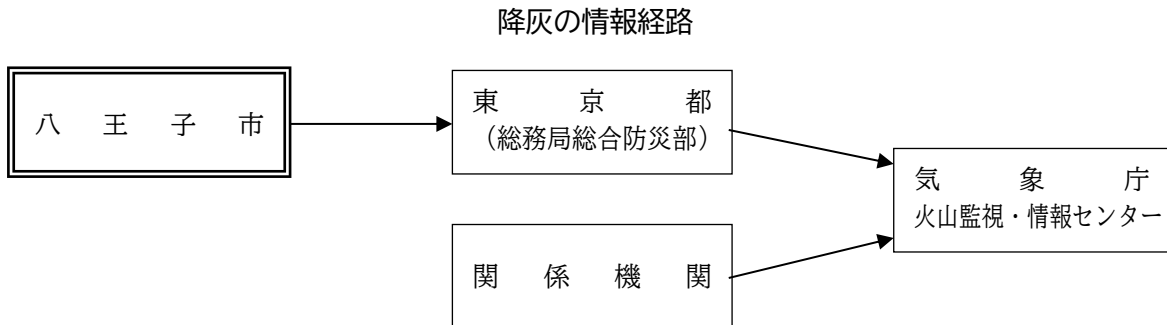 降灰の情報経路
八王子市
東京都
（総務局総合防災部）
気象庁
火山監視・情報センター
関係機関